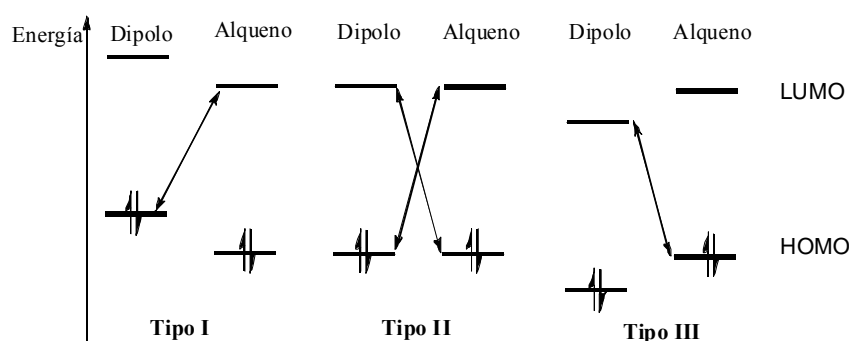 Energía Dipolo Alqueno Dipolo Alqueno Dipolo Alqueno
LUMO
HOMO
Tipo I Tipo II Tipo III